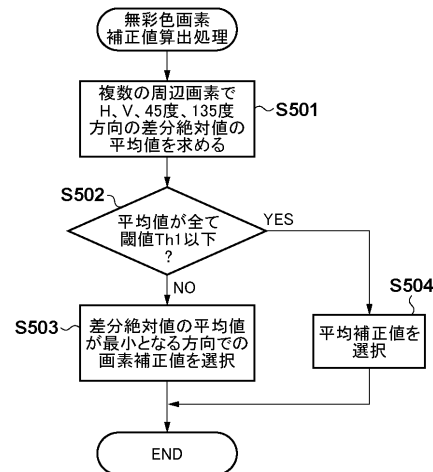 無彩色画素
補正値算出処理
複数の周辺画素で
H、V、45度、135度
方向の差分絶対値の
平均値を求める
S501
S502
平均値が全て
閾値Th1以下
?
YES
NO
S503
差分絶対値の平均値
が最小となる方向での
画素補正値を選択
S504
平均補正値を
選択
END